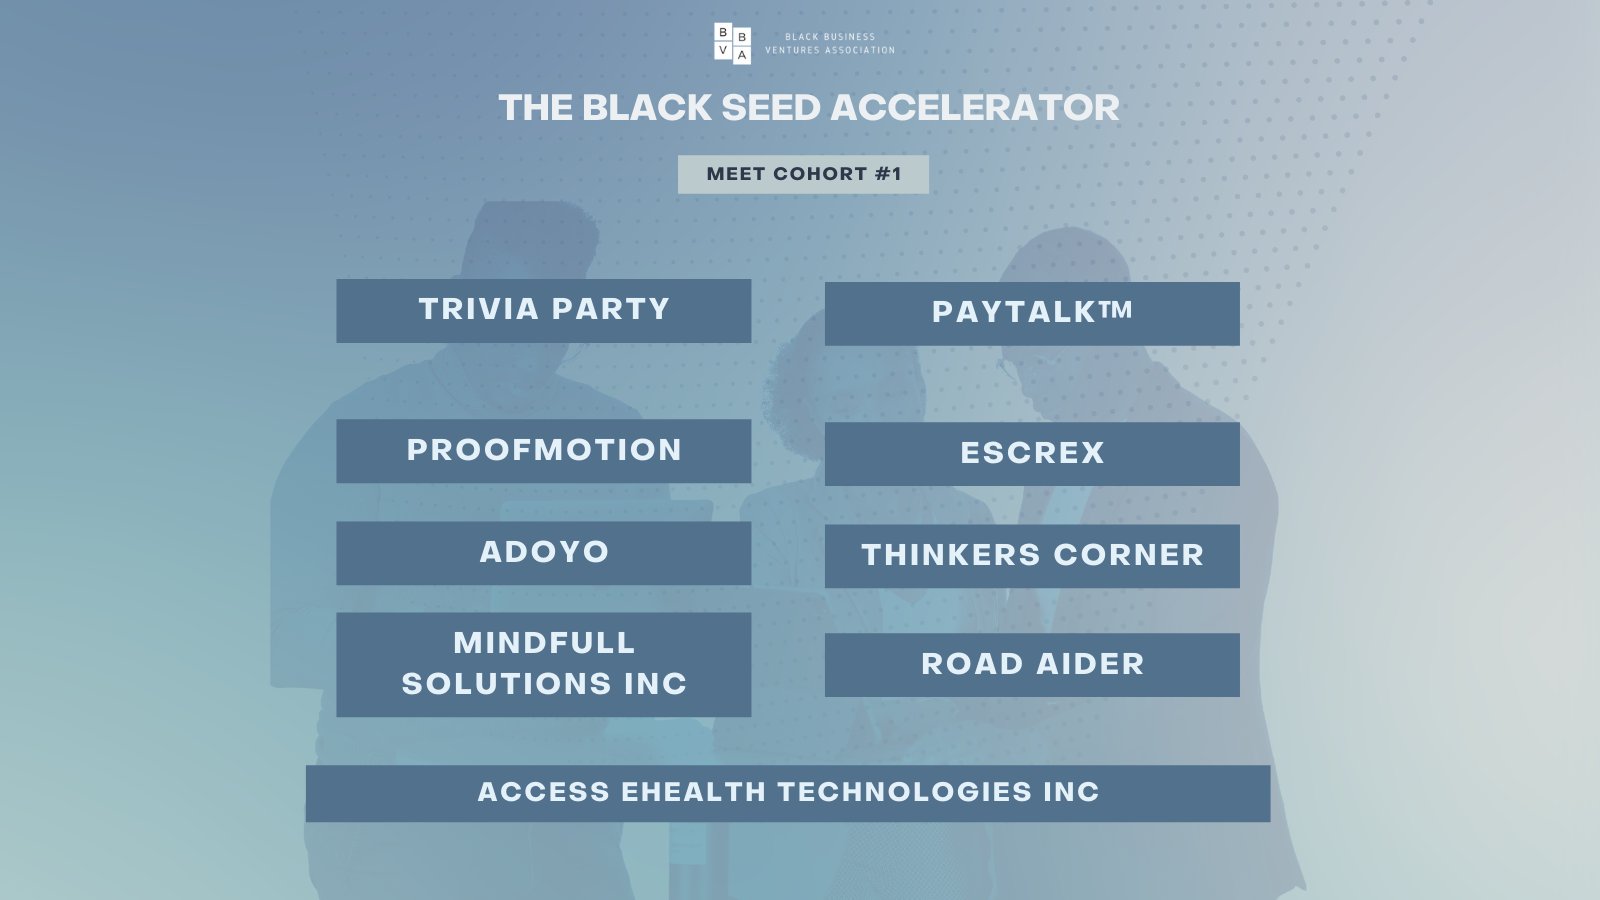 B B
V A
BLACK BUSINESS
VENTURES ASSOCIATION
THE BLACK SEED ACCELERATOR
MEET COHORT #1
TRIVIA PARTY
PAYTALK™
PROOFMOTION
ESCREX
ADOYO
THINKERS CORNER
MINDFULL
SOLUTIONS INC
ROAD AIDER
ACCESS EHEALTH TECHNOLOGIES INC